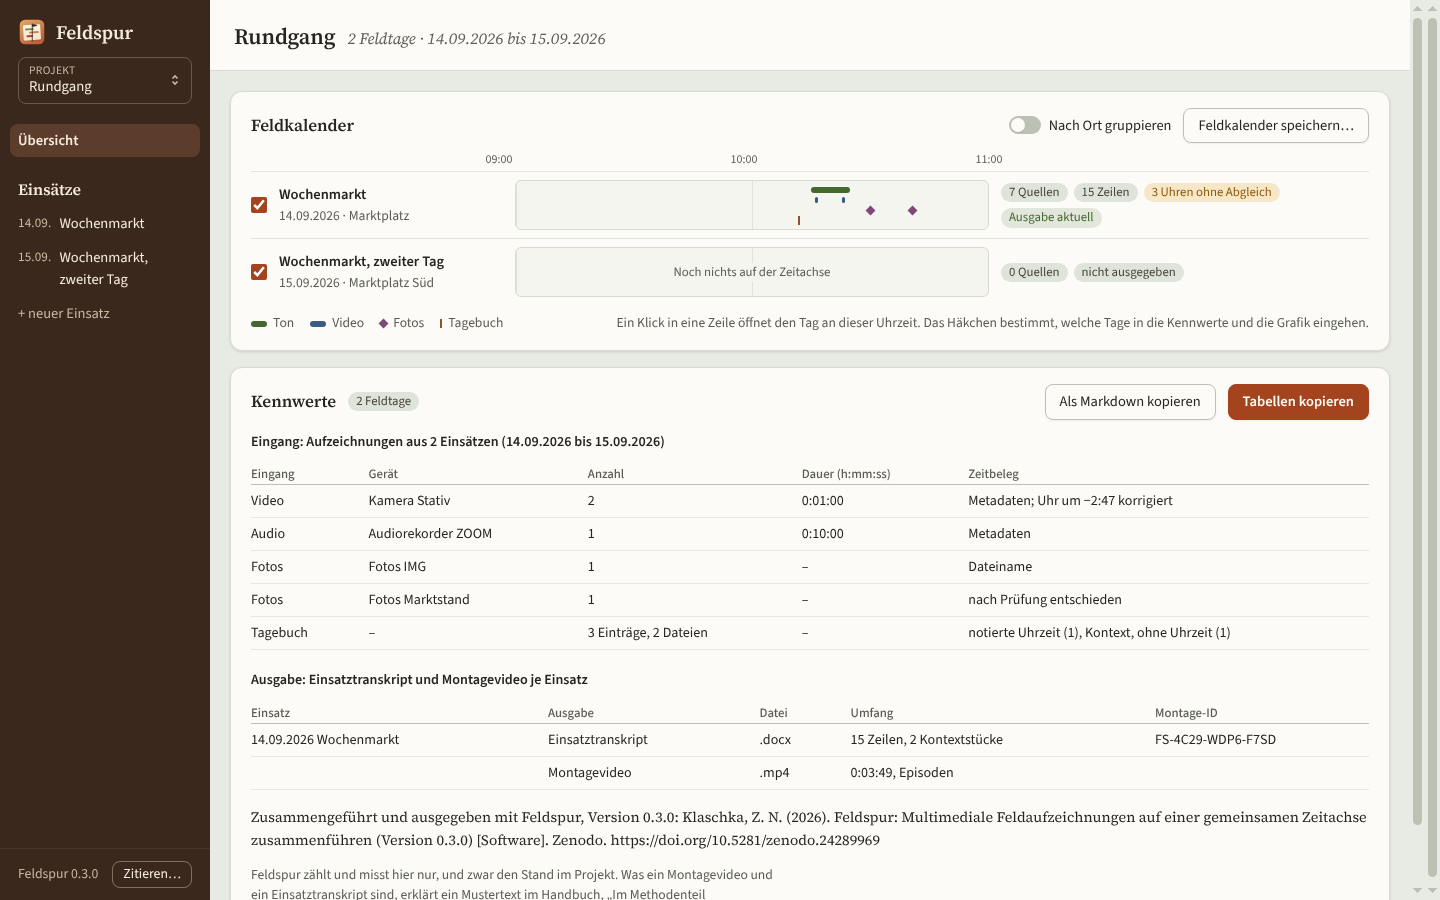 Feldspur
PROJEKT
Rundgang
Übersicht
Einsätze
14.09. Wochenmarkt
15.09. Wochenmarkt,
zweiter Tag
+ neuer Einsatz
Feldspur 0.3.0 Zitieren…
Rundgang 2 Feldtage · 14.09.2026 bis 15.09.2026
Feldkalender Nach Ort gruppieren Feldkalender speichern…
09:00 10:00 11:00
Wochenmarkt
14.09.2026 · Marktplatz
7 Quellen 15 Zeilen 3 Uhren ohne Abgleich
Ausgabe aktuell
Wochenmarkt, zweiter Tag
15.09.2026 · Marktplatz Süd
Noch nichts auf der Zeitachse
0 Quellen nicht ausgegeben
Ton Video Fotos Tagebuch Ein Klick in eine Zeile öffnet den Tag an dieser Uhrzeit. Das Häkchen bestimmt, welche Tage in die Kennwerte und die Grafik eingehen.
Kennwerte 2 Feldtage Als Markdown kopieren Tabellen kopieren
Eingang: Aufzeichnungen aus 2 Einsätzen (14.09.2026 bis 15.09.2026)
Eingang Gerät Anzahl Dauer (h:mm:ss) Zeitbeleg
Video Kamera Stativ 2 0:01:00 Metadaten; Uhr um −2:47 korrigiert
Audio Audiorekorder ZOOM 1 0:10:00 Metadaten
Fotos Fotos IMG 1 – Dateiname
Fotos Fotos Marktstand 1 – nach Prüfung entschieden
Tagebuch – 3 Einträge, 2 Dateien – notierte Uhrzeit (1), Kontext, ohne Uhrzeit (1)
Ausgabe: Einsatztranskript und Montagevideo je Einsatz
Einsatz Ausgabe Datei Umfang Montage-ID
14.09.2026 Wochenmarkt Einsatztranskript .docx 15 Zeilen, 2 Kontextstücke FS-4C29-WDP6-F7SD
Montagevideo .mp4 0:03:49, Episoden
Zusammengeführt und ausgegeben mit Feldspur, Version 0.3.0: Klaschka, Z. N. (2026). Feldspur: Multimediale Feldaufzeichnungen auf einer gemeinsamen Zeitachse
zusammenführen (Version 0.3.0) [Software]. Zenodo. https://doi.org/10.5281/zenodo.24289969
Feldspur zählt und misst hier nur, und zwar den Stand im Projekt. Was ein Montagevideo und
ein Einsatztranskript sind, erklärt ein Mustertext im Handbuch, „Im Methodenteil